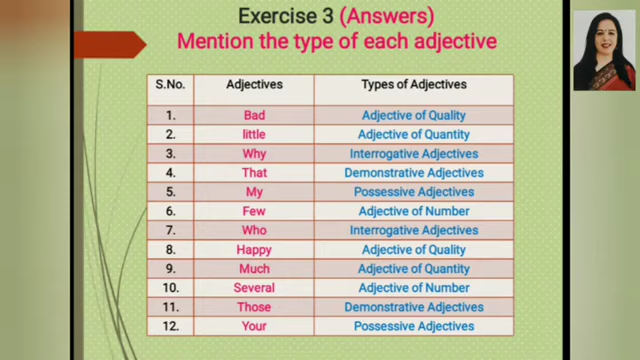 Exercise 3 (Answers)
Mention the type of each adjective
S.No. Adjectives Types of Adjectives
1. Bad Adjective of Quality
2. little Adjective of Quantity
3. Why Interrogative Adjectives
4. That Demonstrative Adjectives
5. My Possessive Adjectives
6. Few Adjective of Number
7. Who Interrogative Adjectives
8. Happy Adjective of Quality
9. Much Adjective of Quantity
10. Several Adjective of Number
11. Those Demonstrative Adjectives
12. Your Possessive Adjectives